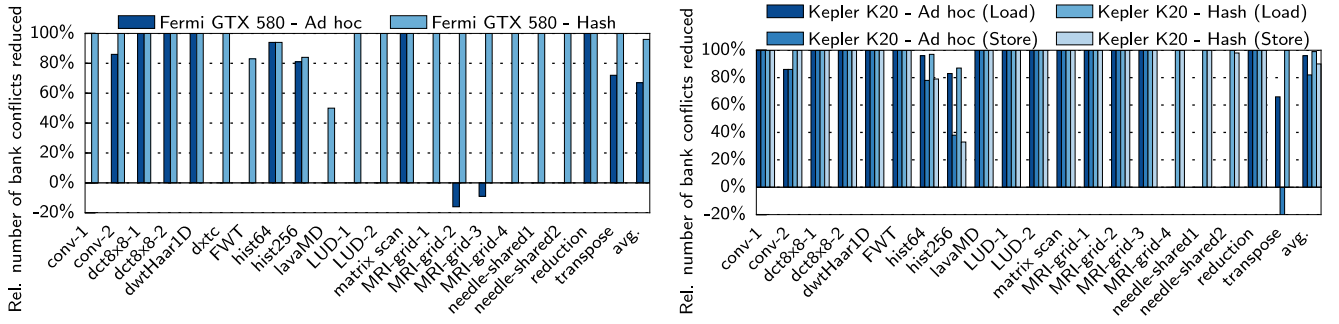 Rel. number of bank conflicts reduced
Fermi GTX 580 - Ad hoc
Fermi GTX 580 - Hash
100%
80%
60%
40%
20%
0%
-20%
conv-1
conv-2
dct8x8-1
dct8x8-2
dwtHaar1D
dxtc
FWT
hist64
hist256
lavaMD
LUD-1
LUD-2
matrix scan
MRI-grid-1
MRI-grid-2
MRI-grid-3
MRI-grid-4
needle-shared1
needle-shared2
reduction
transpose
avg.
Rel. number of bank conflicts reduced
Kepler K20 - Ad hoc (Load)
Kepler K20 - Hash (Load)
Kepler K20 - Ad hoc (Store)
Kepler K20 - Hash (Store)
100%
80%
60%
40%
20%
0%
-20%
conv-1
conv-2
dct8x8-1
dct8x8-2
dwtHaar1D
FWT
hist64
hist256
lavaMD
LUD-1
LUD-2
matrix scan
MRI-grid-1
MRI-grid-2
MRI-grid-3
MRI-grid-4
needle-shared1
needle-shared2
reduction
transpose
avg.